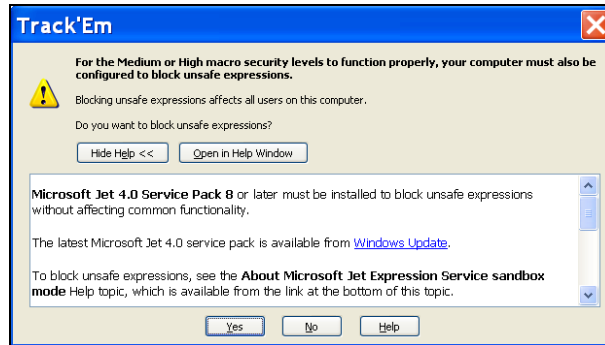 Track'Em
For the Medium or High macro security levels to function properly, your computer must also be
configured to block unsafe expressions.
Blocking unsafe expressions affects all users on this computer.
Do you want to block unsafe expressions?
Hide Help << Open in Help Window
Microsoft Jet 4.0 Service Pack 8 or later must be installed to block unsafe expressions
without affecting common functionality.
The latest Microsoft Jet 4.0 service pack is available from Windows Update.
To block unsafe expressions, see the About Microsoft Jet Expression Service sandbox
mode Help topic, which is available from the link at the bottom of this topic.
Yes No Help